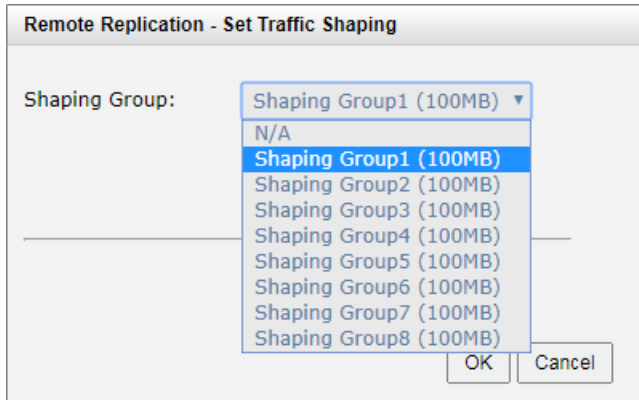 Remote Replication - Set Traffic Shaping
Shaping Group: Shaping Group1 (100MB)
N/A
Shaping Group1 (100MB)
Shaping Group2 (100MB)
Shaping Group3 (100MB)
Shaping Group4 (100MB)
Shaping Group5 (100MB)
Shaping Group6 (100MB)
Shaping Group7 (100MB)
Shaping Group8 (100MB)
OK Cancel